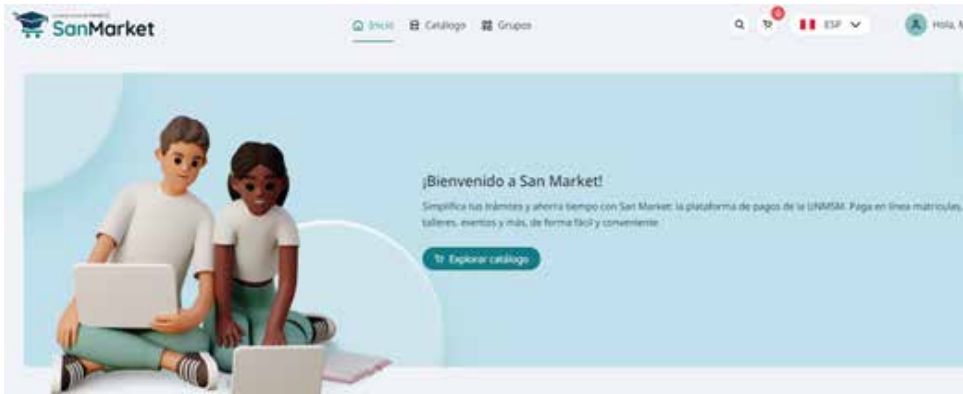 SanMarket
Inicio Catálogo Grupos
0
ESP
Hola,
¡Bienvenido a San Market!
Simplifica tus trámites y ahorra tiempo con San Market: la plataforma de pagos de la UNMSM. Paga en línea matrículas,
talleres, eventos y más, de forma fácil y conveniente.
Explorar catálogo